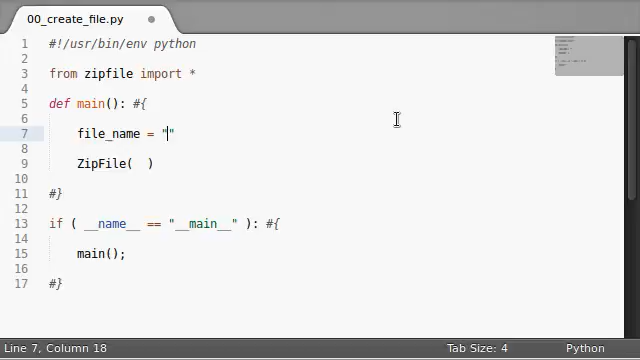 00_create_file.py
1 #!/usr/bin/env python
2
3 from zipfile import *
4
5 def main(): #{
6
7 file_name = ""
8
9 ZipFile(  )
10
11 #}
12
13 if ( __name__ == "__main__" ): #{
14
15 main();
16
17 #}
Line 7, Column 18 Tab Size: 4 Python